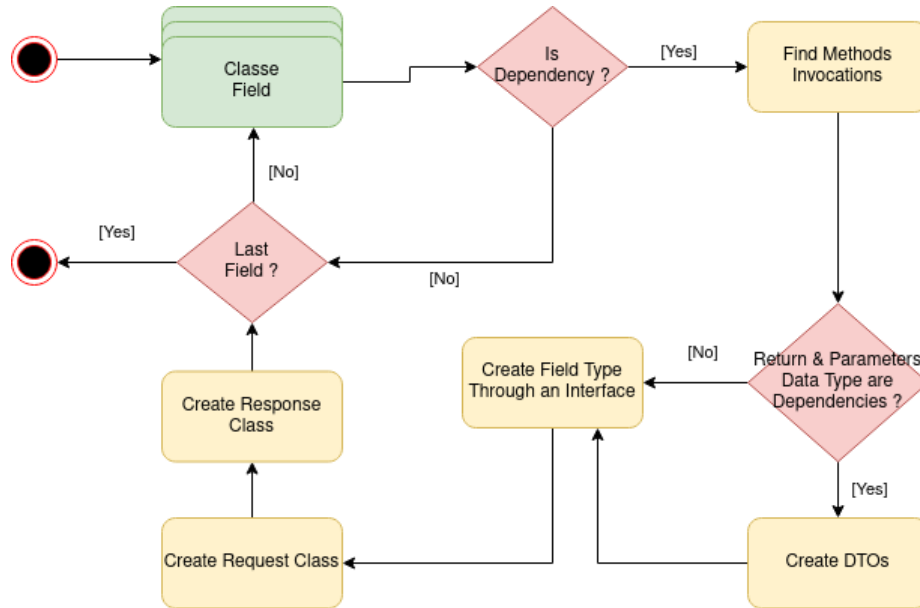 Classe
Field
Is
Dependency ?
[Yes]
Find Methods
Invocations
[No]
[Yes]
Last
Field ?
[No]
Create Field Type
Through an Interface
[No]
Return & Parameters
Data Type are
Dependencies ?
Create Response
Class
[Yes]
Create Request Class
Create DTOs